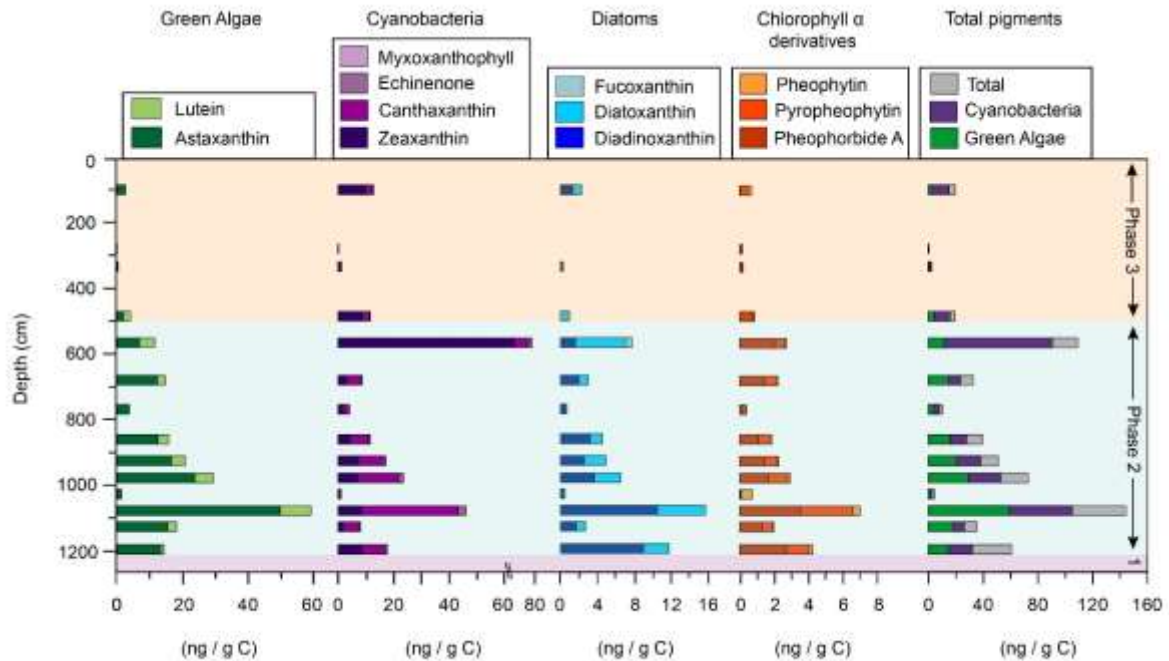 Green Algae
Cyanobacteria
Diatoms
Chlorophyll α
derivatives
Total pigments
Lutein
Astaxanthin
Myxoxanthophyll
Echinenone
Canthaxanthin
Zeaxanthin
Fucoxanthin
Diatoxanthin
Diadinoxanthin
Pheophytin
Pyropheophytin
Pheophorbide A
Total
Cyanobacteria
Green Algae
Depth (cm)
0
200
400
600
800
1000
1200
Phase 3
Phase 2
1
0 20 40 60
0 20 40 60 80
0 4 8 12 16
0 2 4 6 8
0 40 80 120 160
(ng / g C)
(ng / g C)
(ng / g C)
(ng / g C)
(ng / g C)